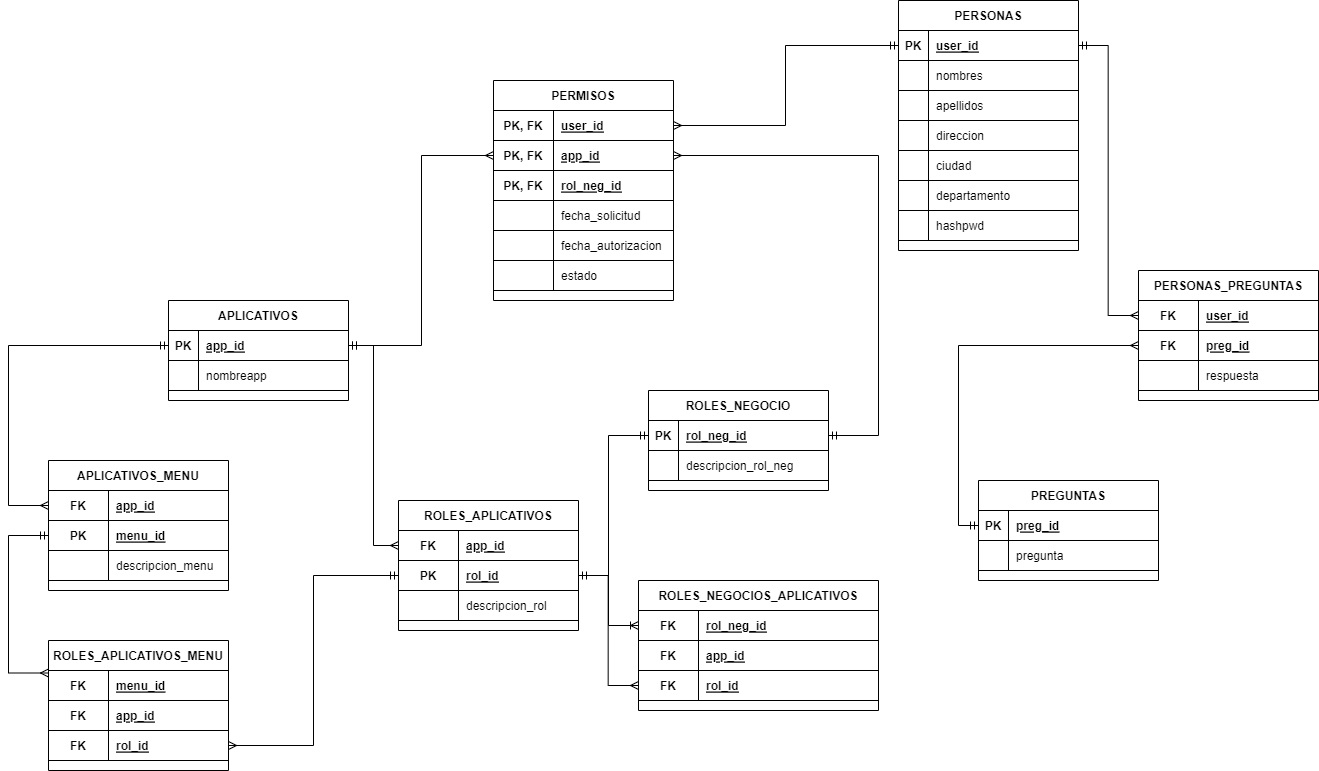 PERSONAS
PK user_id
nombres
apellidos
direccion
ciudad
departamento
hashpwd
PERMISOS
PK, FK user_id
PK, FK app_id
PK, FK rol_neg_id
fecha_solicitud
fecha_autorizacion
estado
PERSONAS_PREGUNTAS
FK user_id
FK preg_id
respuesta
APLICATIVOS
PK app_id
nombreapp
ROLES_NEGOCIO
PK rol_neg_id
descripcion_rol_neg
APLICATIVOS_MENU
FK app_id
PK menu_id
descripcion_menu
ROLES_APLICATIVOS
FK app_id
PK rol_id
descripcion_rol
PREGUNTAS
PK preg_id
pregunta
ROLES_NEGOCIOS_APLICATIVOS
FK rol_neg_id
FK app_id
FK rol_id
ROLES_APLICATIVOS_MENU
FK menu_id
FK app_id
FK rol_id